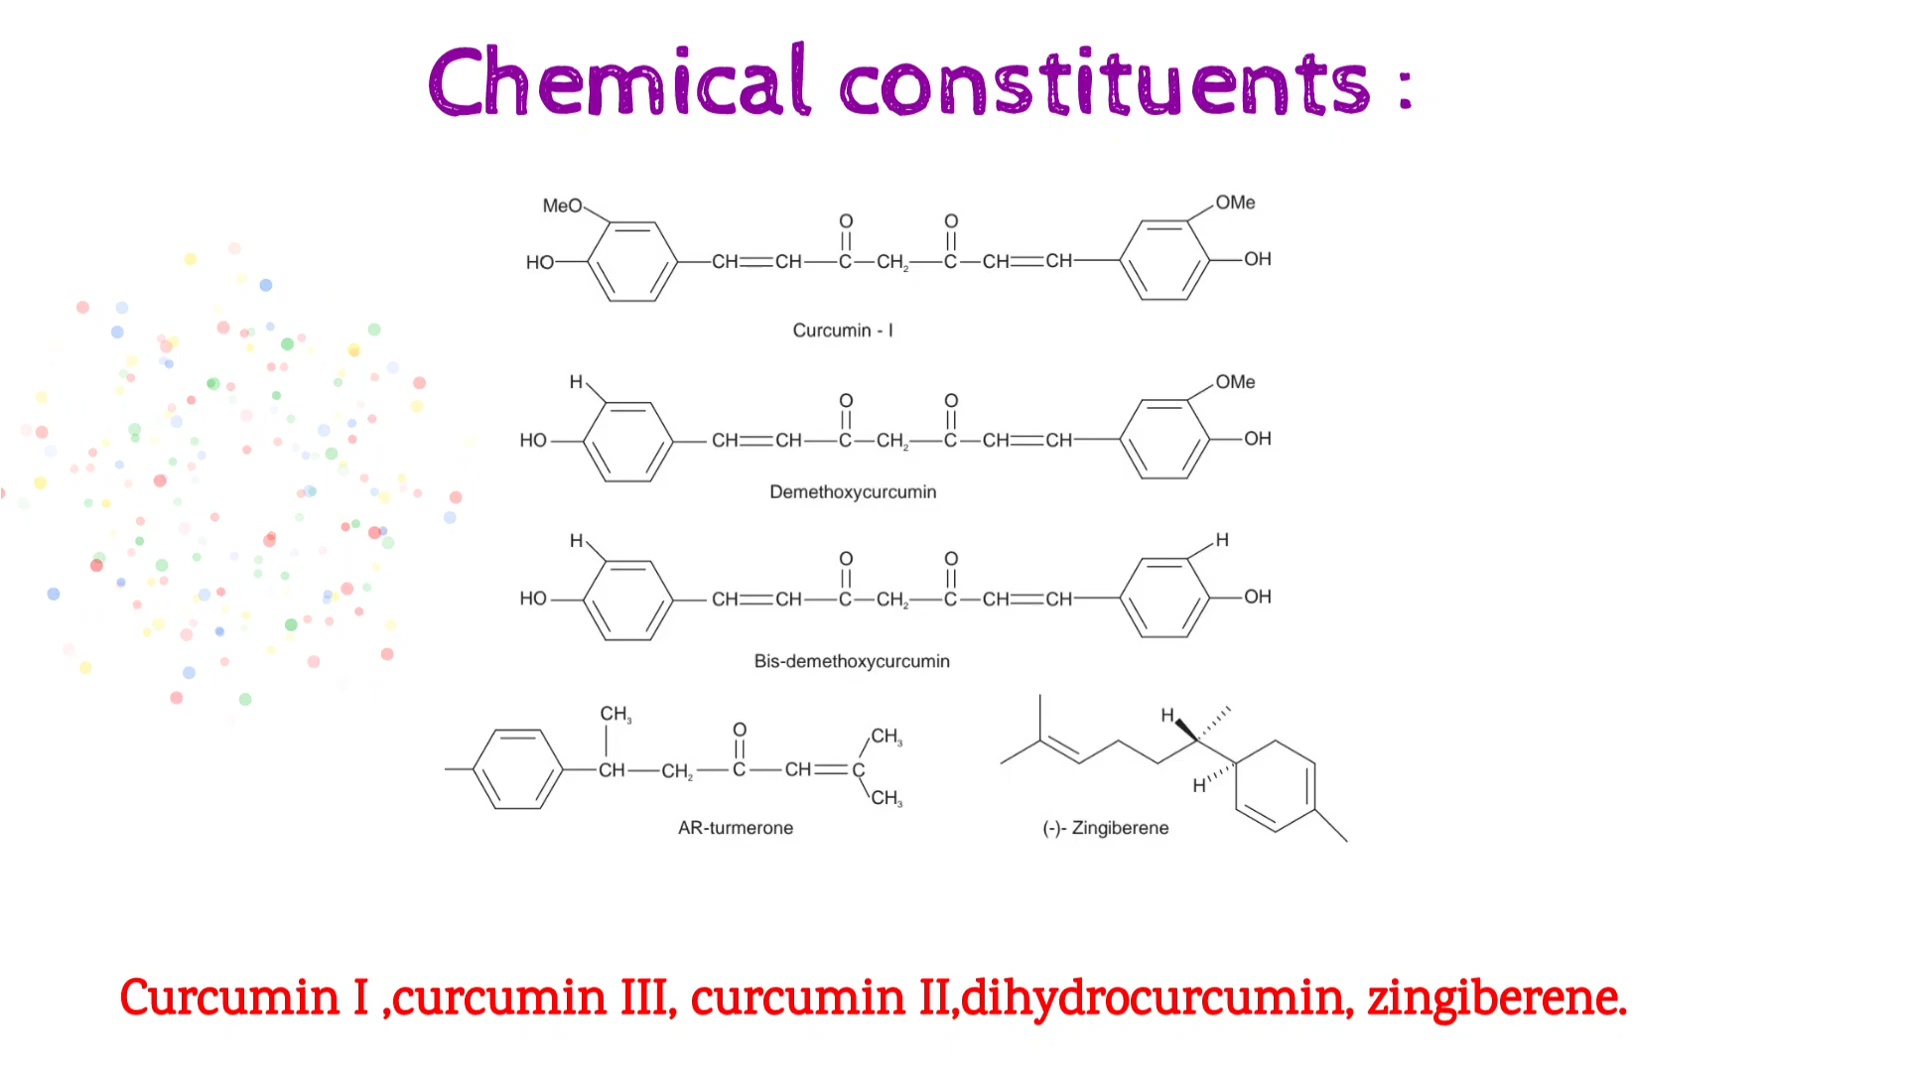 Chemical constituents :
MeO OMe
O O
HO CH CH C CH₂ C CH CH OH
Curcumin - I
H OMe
O O
HO CH CH C CH₂ C CH CH OH
Demethoxycurcumin
H H
O O
HO CH CH C CH₂ C CH CH OH
Bis-demethoxycurcumin
CH₃ H
O CH₃
CH CH₂ C CH C
H
CH₃
AR-turmerone (-)- Zingiberene
Curcumin I ,curcumin III, curcumin II,dihydrocurcumin, zingiberene.